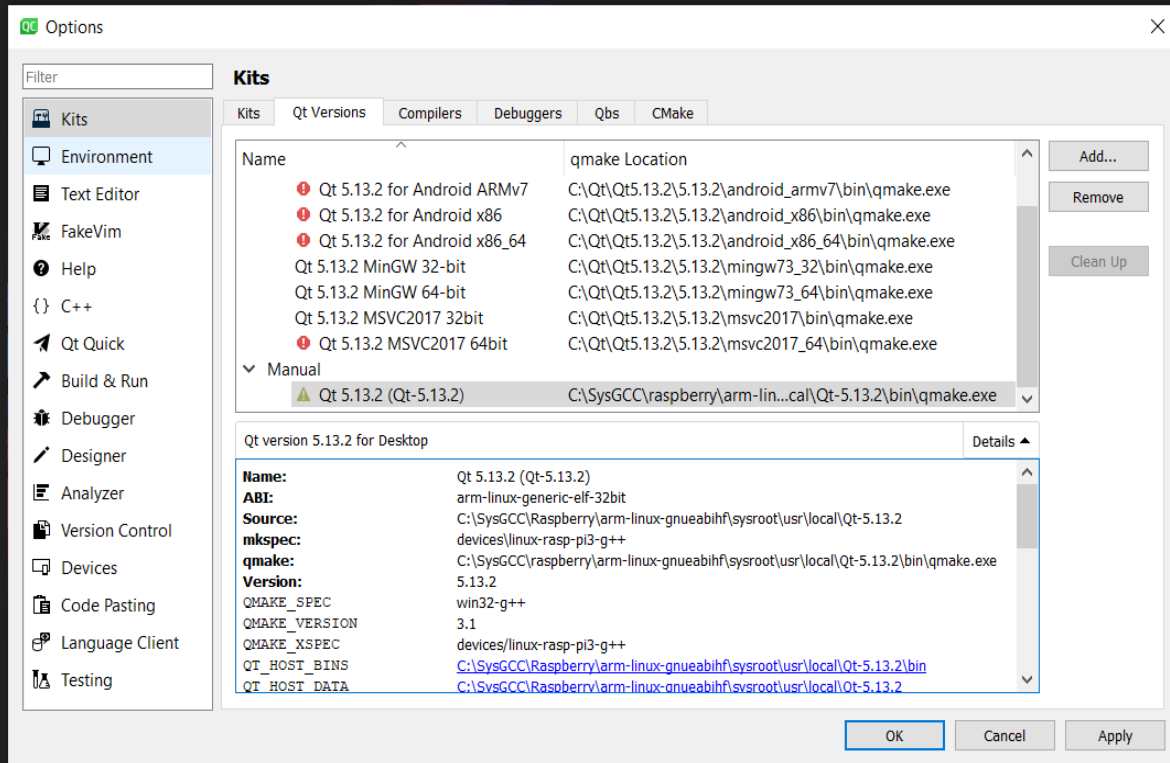 QC Options
Filter
Kits
Environment
Text Editor
FakeVim
Help
{} C++
Qt Quick
Build & Run
Debugger
Designer
Analyzer
Version Control
Devices
Code Pasting
Language Client
Testing
Kits
Kits Qt Versions Compilers Debuggers Qbs CMake
Name qmake Location
Qt 5.13.2 for Android ARMv7 C:\Qt\Qt5.13.2\5.13.2\android_armv7\bin\qmake.exe
Qt 5.13.2 for Android x86 C:\Qt\Qt5.13.2\5.13.2\android_x86\bin\qmake.exe
Qt 5.13.2 for Android x86_64 C:\Qt\Qt5.13.2\5.13.2\android_x86_64\bin\qmake.exe
Qt 5.13.2 MinGW 32-bit C:\Qt\Qt5.13.2\5.13.2\mingw73_32\bin\qmake.exe
Qt 5.13.2 MinGW 64-bit C:\Qt\Qt5.13.2\5.13.2\mingw73_64\bin\qmake.exe
Qt 5.13.2 MSVC2017 32bit C:\Qt\Qt5.13.2\5.13.2\msvc2017\bin\qmake.exe
Qt 5.13.2 MSVC2017 64bit C:\Qt\Qt5.13.2\5.13.2\msvc2017_64\bin\qmake.exe
Manual
Qt 5.13.2 (Qt-5.13.2) C:\SysGCC\raspberry\arm-lin...cal\Qt-5.13.2\bin\qmake.exe
Add...
Remove
Clean Up
Qt version 5.13.2 for Desktop Details
Name: Qt 5.13.2 (Qt-5.13.2)
ABI: arm-linux-generic-elf-32bit
Source: C:\SysGCC\Raspberry\arm-linux-gnueabihf\sysroot\usr\local\Qt-5.13.2
mkspec: devices\linux-rasp-pi3-g++
qmake: C:\SysGCC\raspberry\arm-linux-gnueabihf\sysroot\usr\local\Qt-5.13.2\bin\qmake.exe
Version: 5.13.2
QMAKE_SPEC win32-g++
QMAKE_VERSION 3.1
QMAKE_XSPEC devices/linux-rasp-pi3-g++
QT_HOST_BINS C:\SysGCC\Raspberry\arm-linux-gnueabihf\sysroot\usr\local\Qt-5.13.2\bin
QT_HOST_DATA C:\SysGCC\Raspberry\arm-linux-gnueabihf\sysroot\usr\local\Qt-5.13.2
OK Cancel Apply